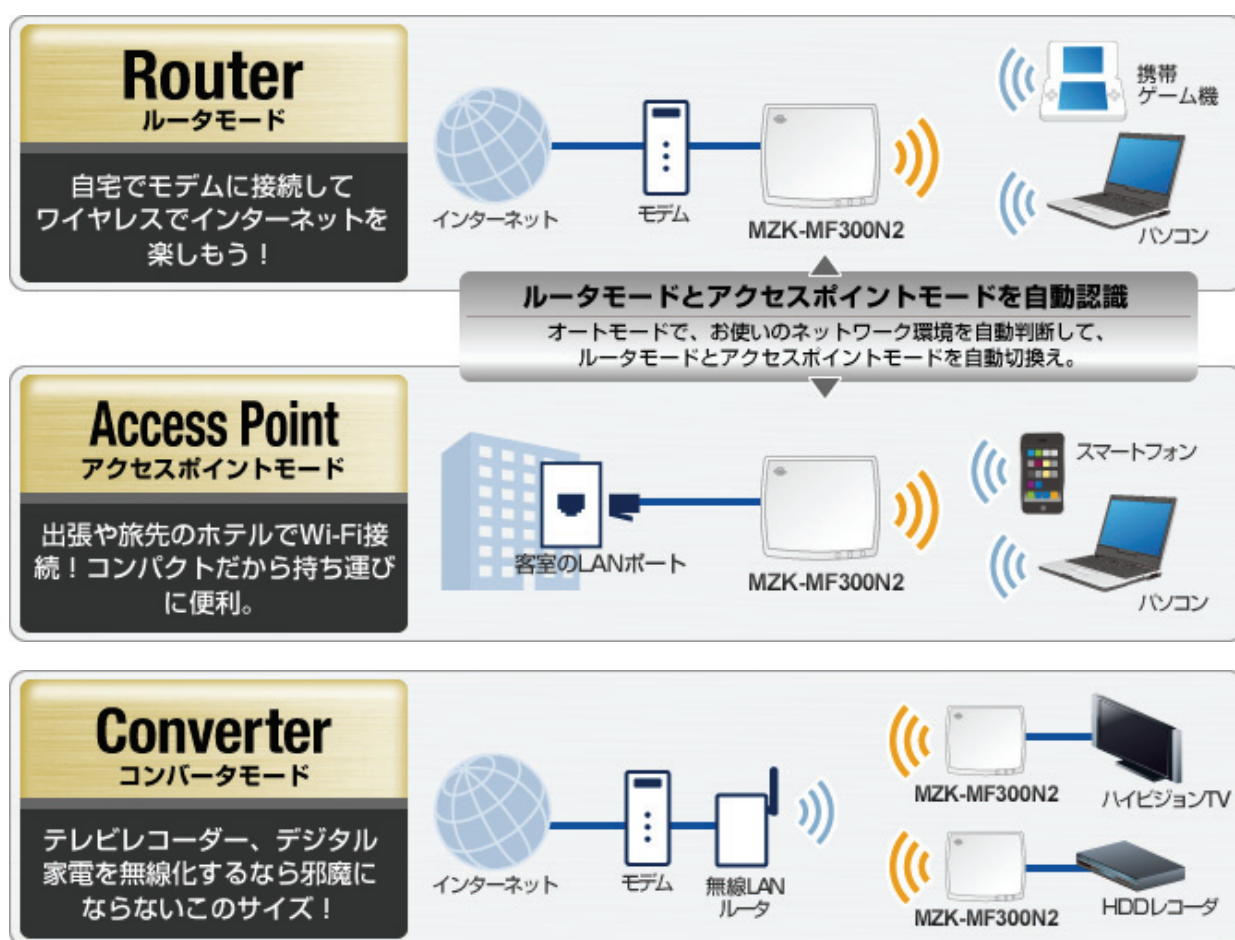 Router
ルータモード
自宅でモデムに接続して
ワイヤレスでインターネットを
楽しもう！
インターネット
モデム
MZK-MF300N2
携帯
ゲーム機
パソコン
ルータモードとアクセスポイントモードを自動認識
オートモードで、お使いのネットワーク環境を自動判断して、
ルータモードとアクセスポイントモードを自動切換え。
Access Point
アクセスポイントモード
出張や旅先のホテルでWi-Fi接
続！コンパクトだから持ち運び
に便利。
客室のLANポート
MZK-MF300N2
スマートフォン
パソコン
Converter
コンバータモード
テレビレコーダー、デジタル
家電を無線化するなら邪魔に
ならないこのサイズ！
インターネット
モデム
無線LAN
ルータ
MZK-MF300N2
ハイビジョンTV
MZK-MF300N2
HDDレコーダ